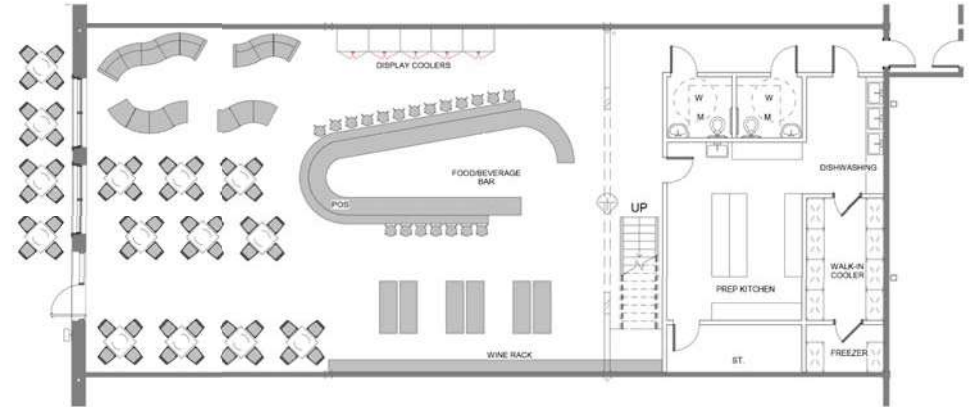 DISPLAY COOLERS
W
M
W
M
DISHWASHING
FOOD/BEVERAGE
BAR
POS
UP
WALK-IN
COOLER
PREP KITCHEN
WINE RACK
ST.
FREEZER